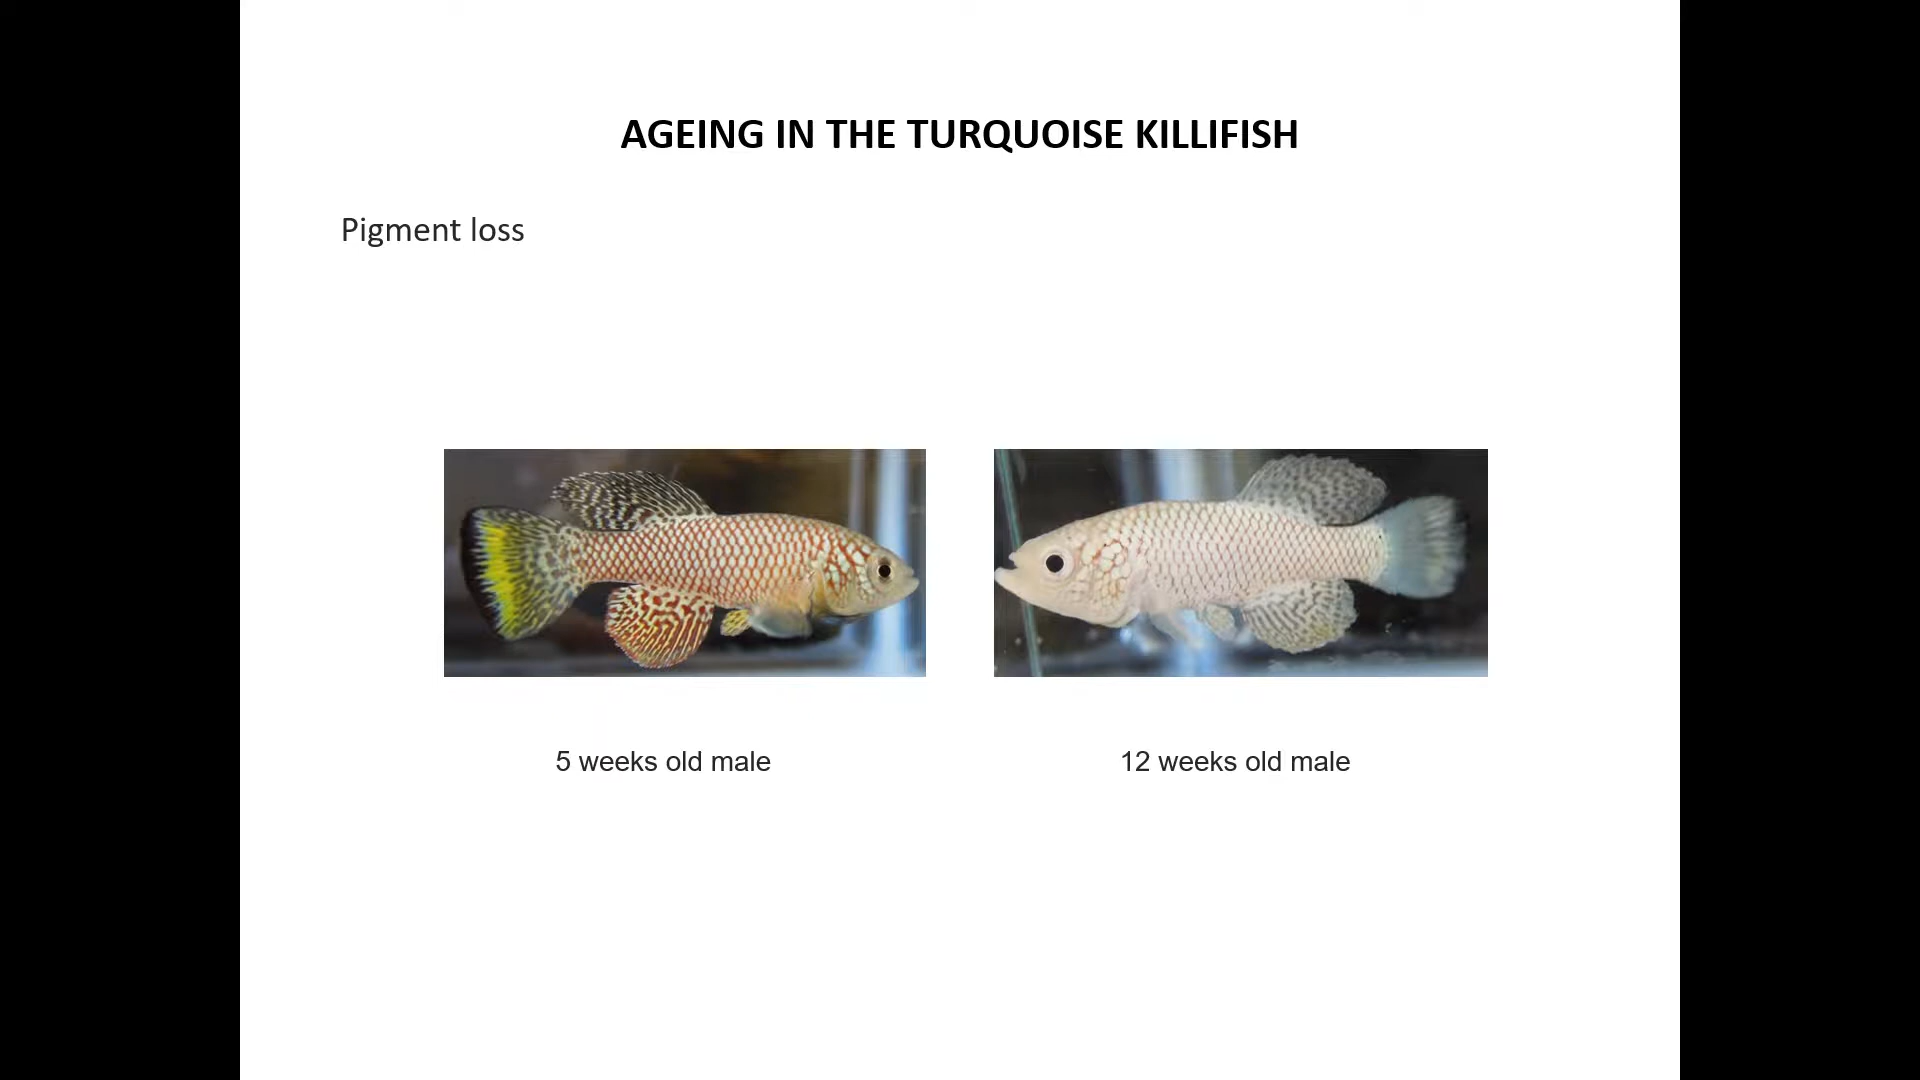 AGEING IN THE TURQUOISE KILLIFISH
Pigment loss
5 weeks old male
12 weeks old male